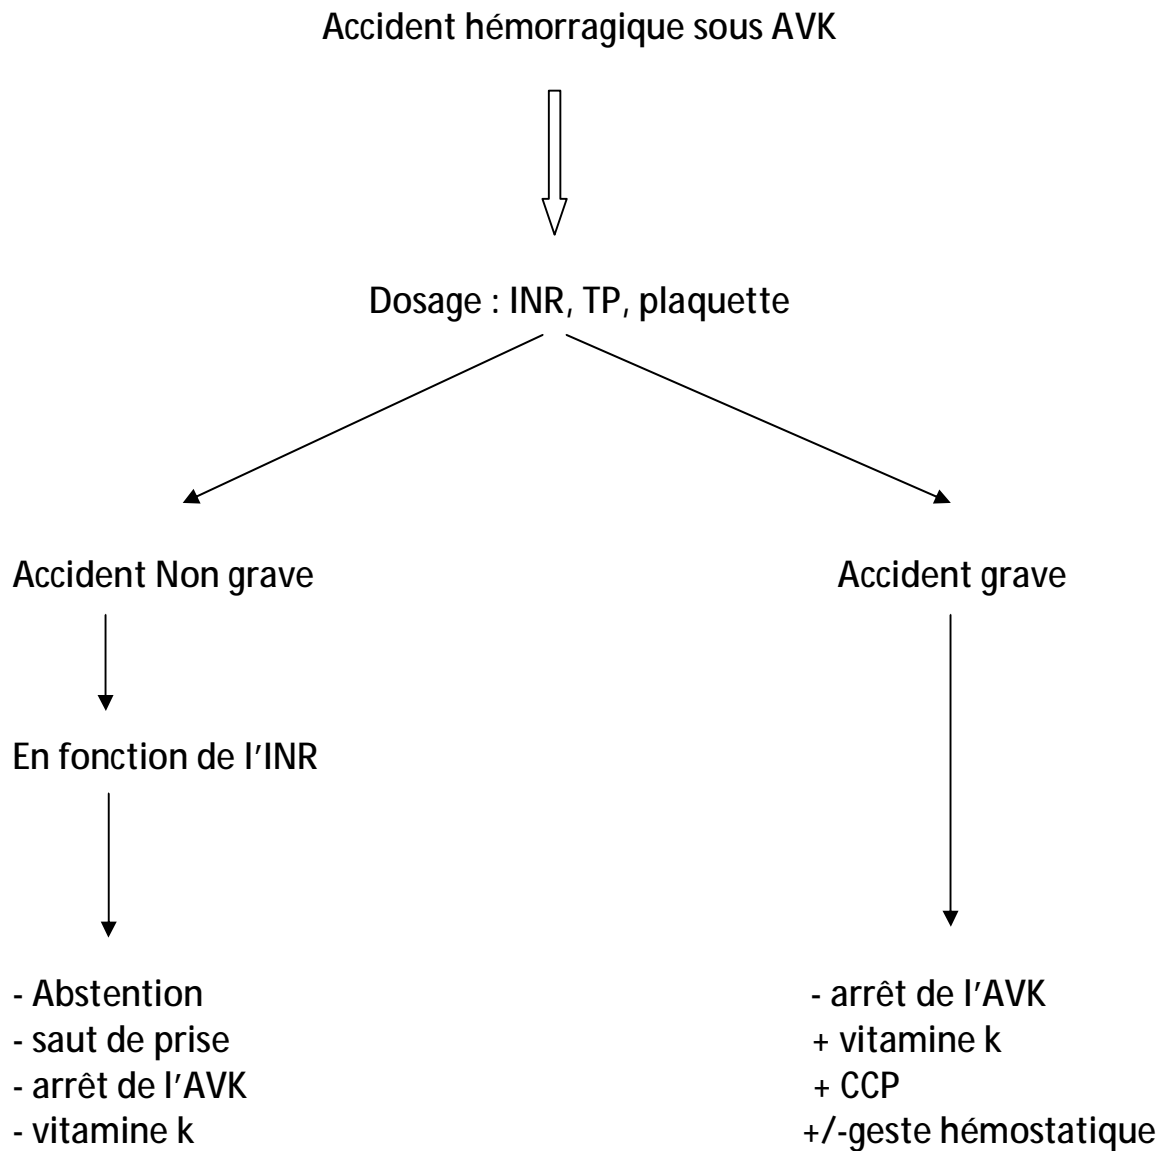 Accident hémorragique sous AVK
Dosage : INR, TP, plaquette
Accident Non grave
Accident grave
En fonction de l'INR
- Abstention
- saut de prise
- arrêt de l'AVK
- vitamine k
- arrêt de l'AVK
+ vitamine k
+ CCP
+/-geste hémostatique